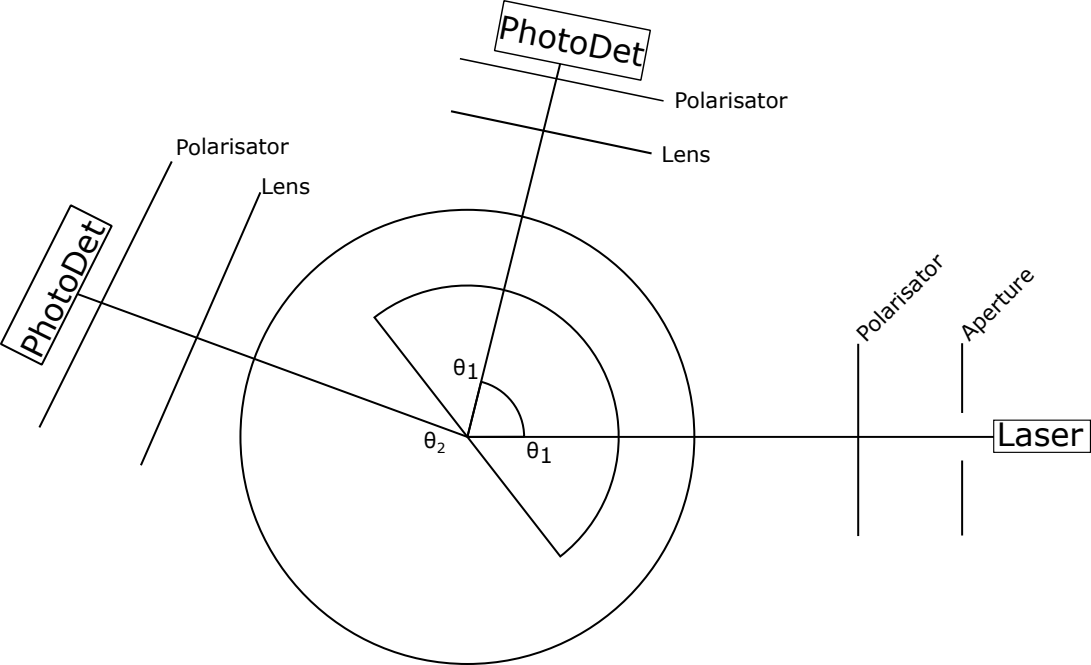 PhotoDet
Polarisator
Lens
Polarisator
Lens
PhotoDet
Polarisator
Aperture
Laser
θ1
θ1
θ2